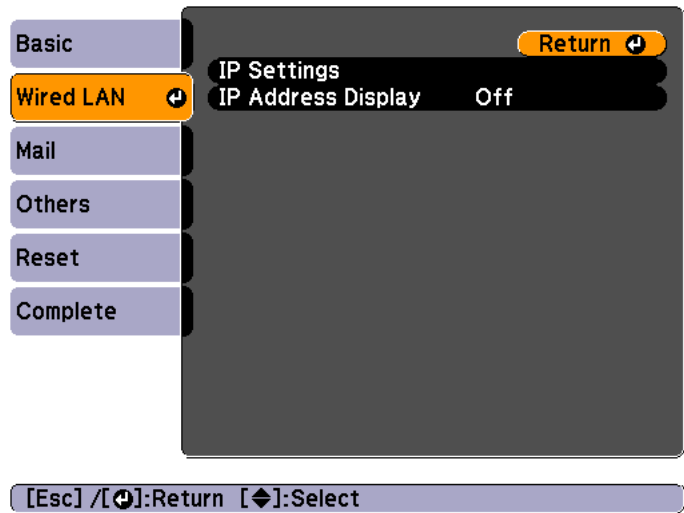 Basic
Wired LAN
Mail
Others
Reset
Complete
Return
IP Settings
IP Address Display Off
[Esc] /[⏎]:Return [◆]:Select